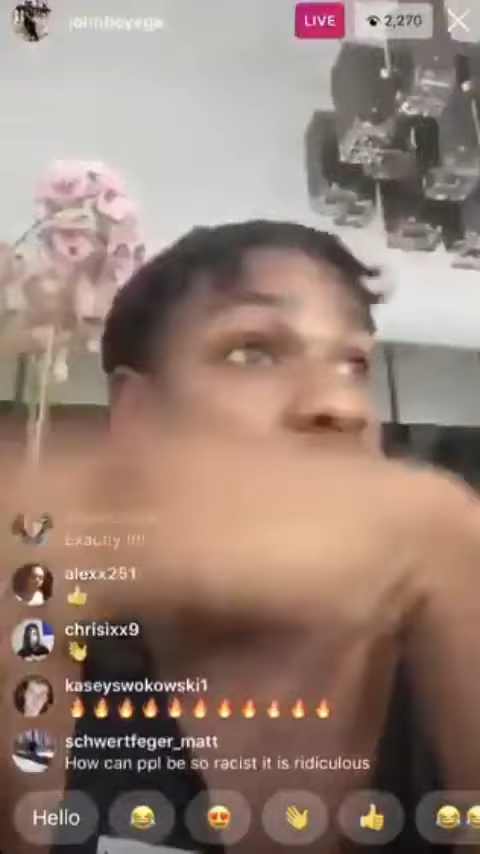 johnboyega
LIVE
2,270
Exactly !!!!
alexx251
👍
chrisixx9
👋
kaseyswokowski1
🔥🔥🔥🔥🔥🔥🔥🔥🔥🔥🔥
schwertfeger_matt
How can ppl be so racist it is ridiculous
Hello 😂 😍 👋 👍 😂😂